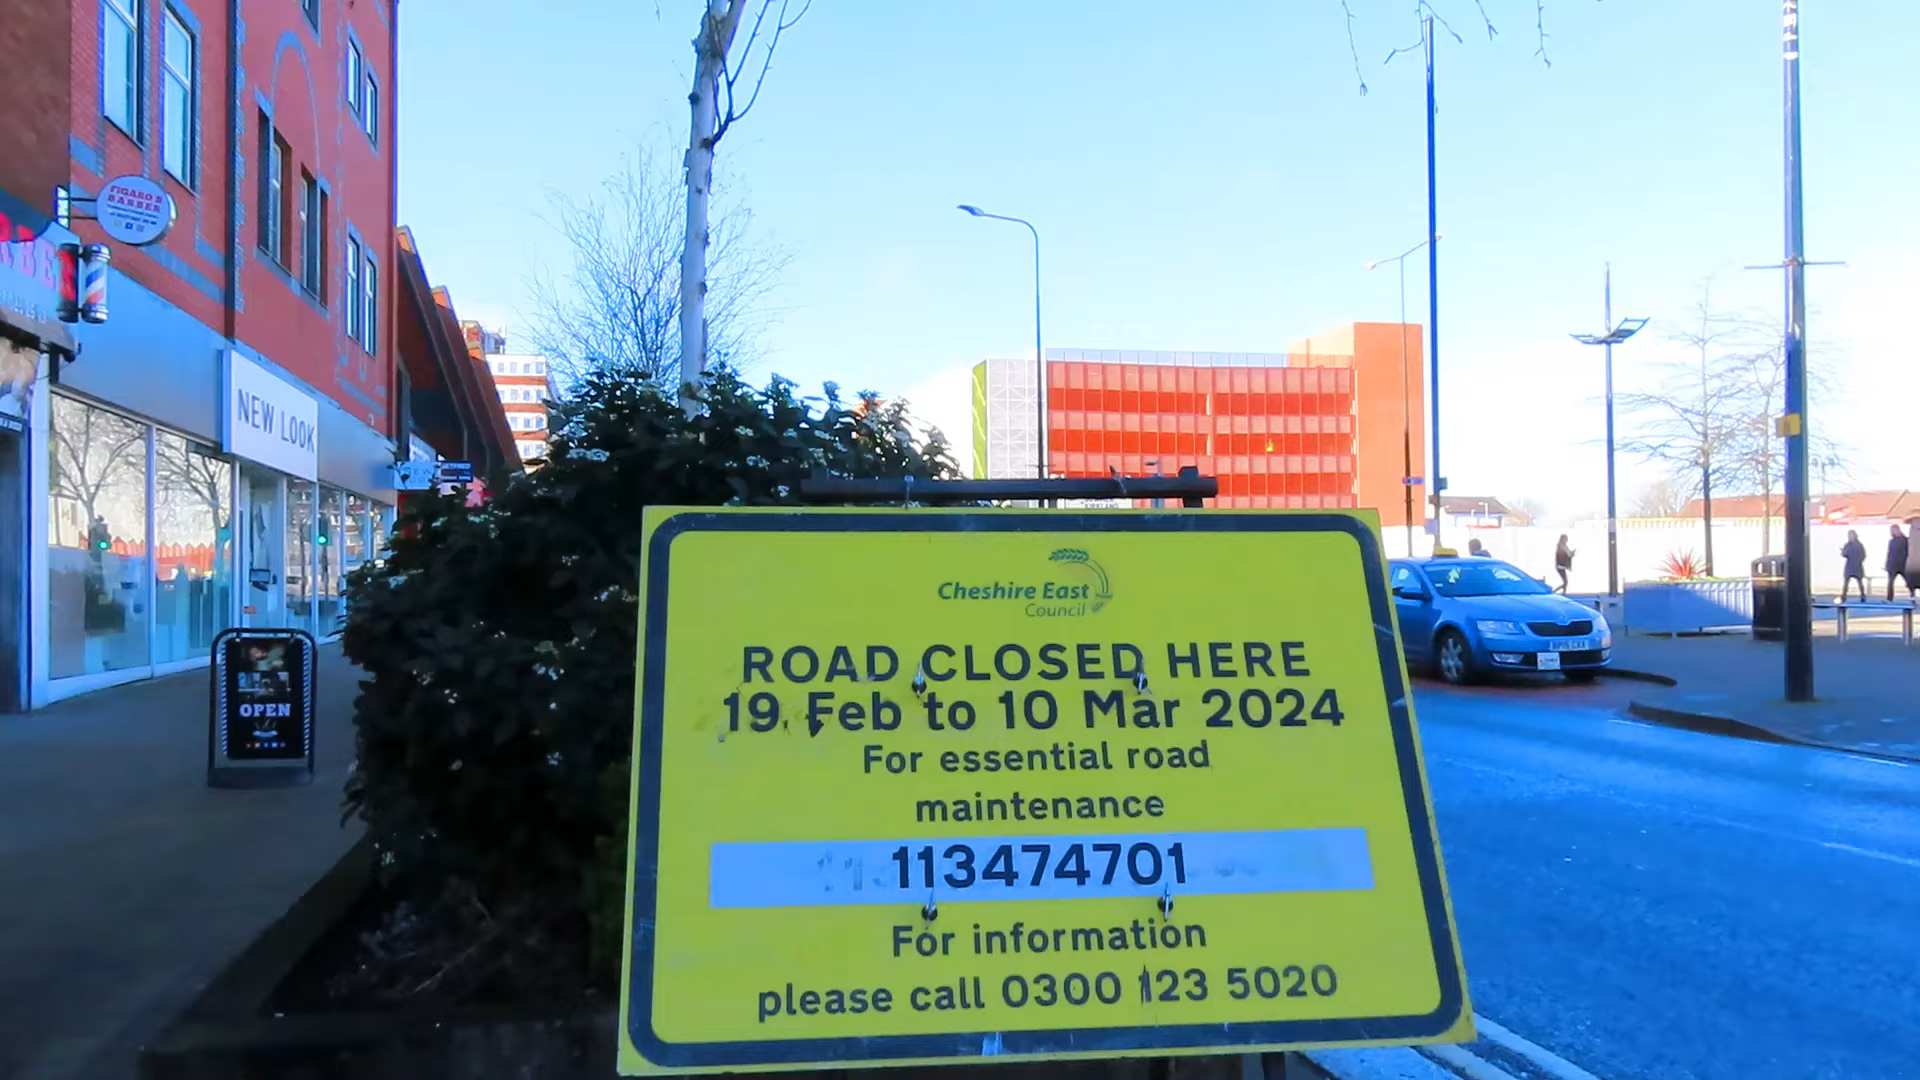 FIGARO'S
BARBER
NEW LOOK
OPEN
Cheshire East
Council
ROAD CLOSED HERE
19 Feb to 10 Mar 2024
For essential road
maintenance
113474701
For information
please call 0300 123 5020